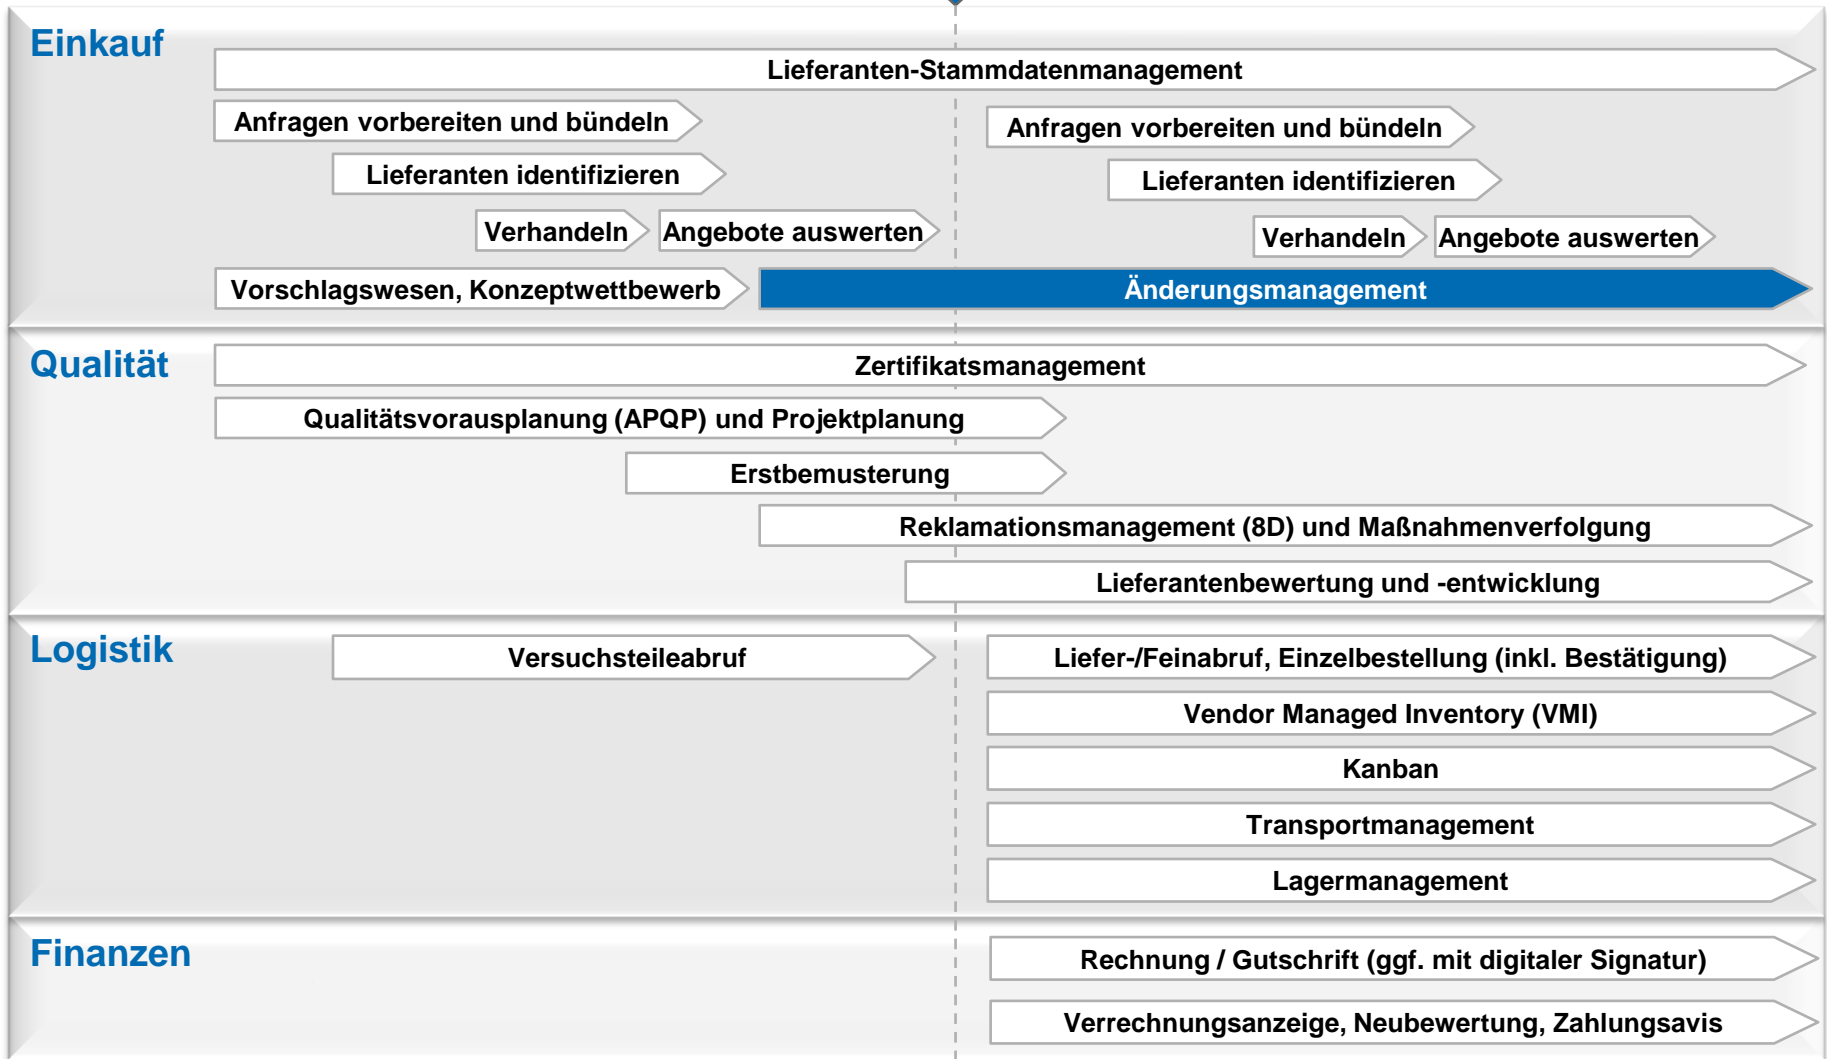 Einkauf
Lieferanten-Stammdatenmanagement
Anfragen vorbereiten und bündeln
Anfragen vorbereiten und bündeln
Lieferanten identifizieren
Lieferanten identifizieren
Verhandeln
Angebote auswerten
Verhandeln
Angebote auswerten
Vorschlagswesen, Konzeptwettbewerb
Änderungsmanagement
Qualität
Zertifikatsmanagement
Qualitätsvorausplanung (APQP) und Projektplanung
Erstbemusterung
Reklamationsmanagement (8D) und Maßnahmenverfolgung
Lieferantenbewertung und -entwicklung
Logistik
Versuchsteileabruf
Liefer-/Feinabruf, Einzelbestellung (inkl. Bestätigung)
Vendor Managed Inventory (VMI)
Kanban
Transportmanagement
Lagermanagement
Finanzen
Rechnung / Gutschrift (ggf. mit digitaler Signatur)
Verrechnungsanzeige, Neubewertung, Zahlungsavis